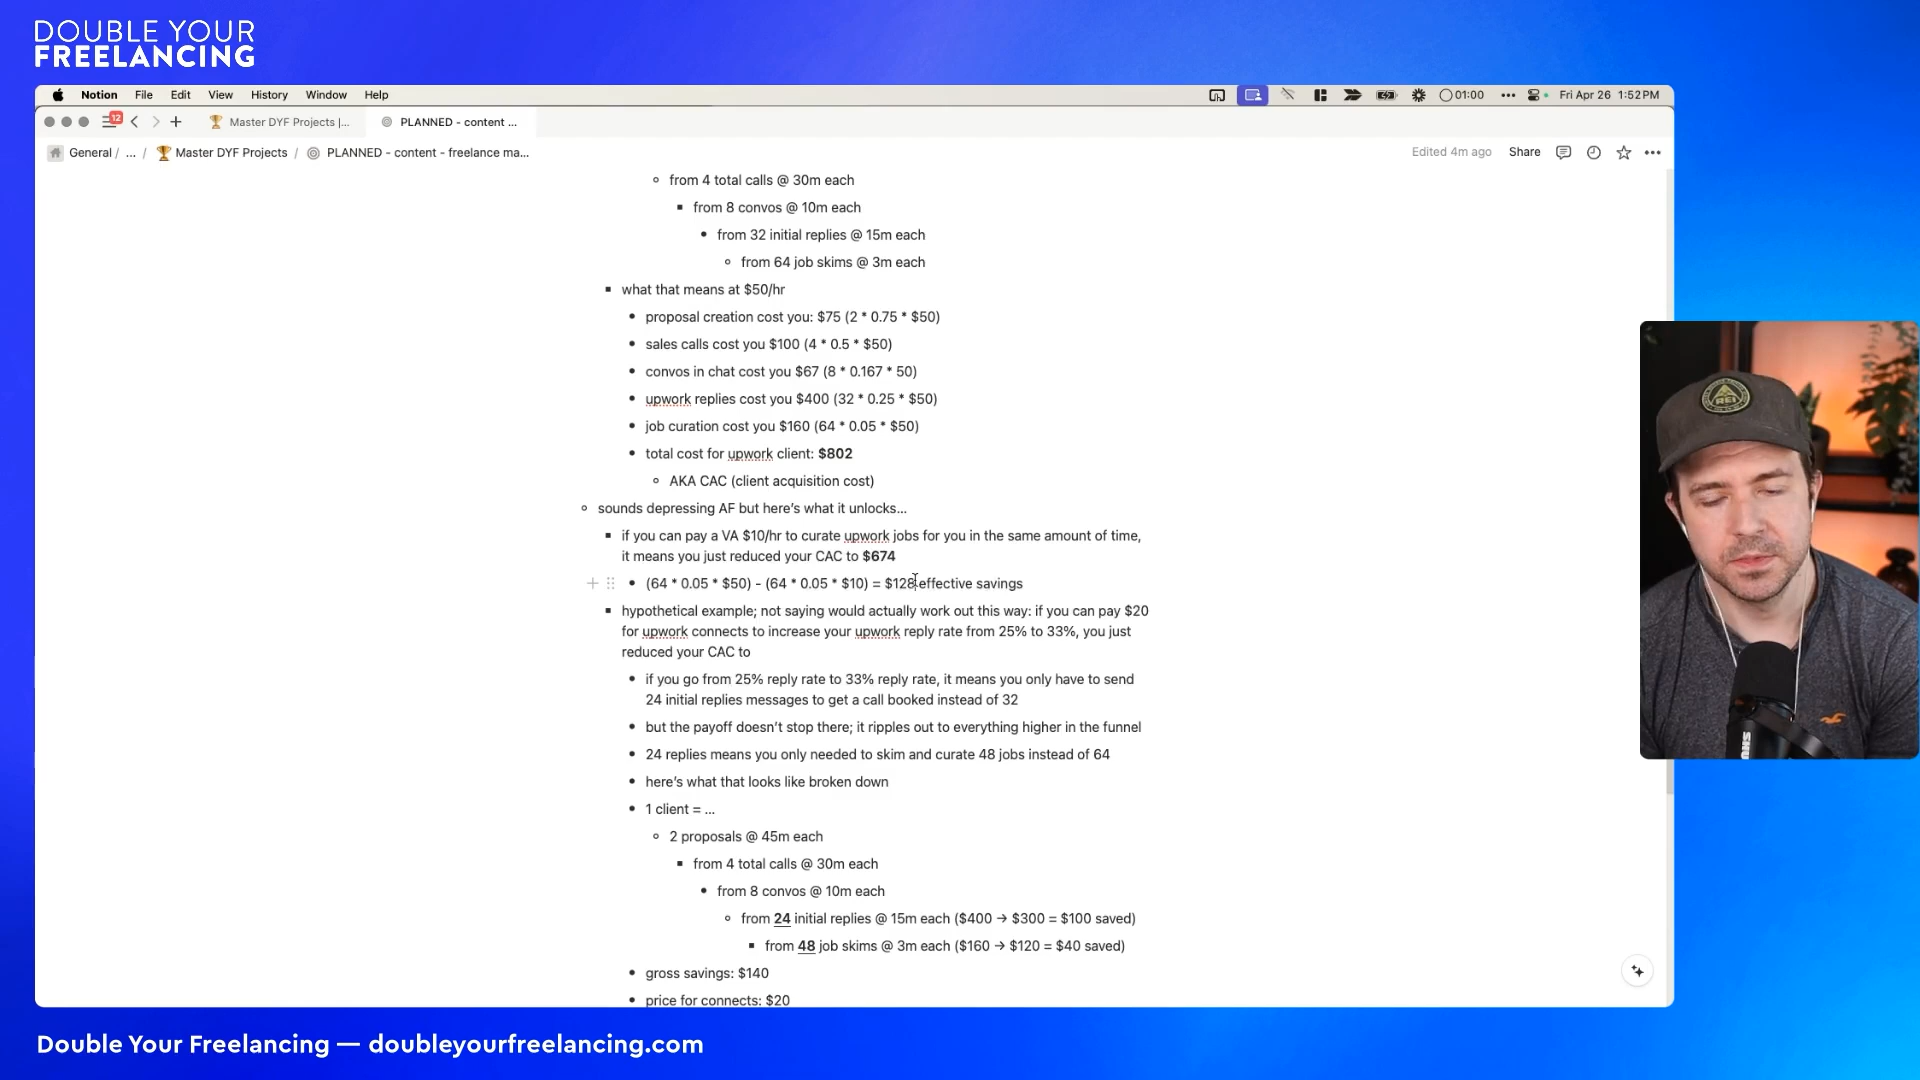 DOUBLE YOUR
FREELANCING
Notion File Edit View History Window Help
01:00 Fri Apr 26 1:52PM
12
Master DYF Projects |...
PLANNED - content ...
General / ... / Master DYF Projects / PLANNED - content - freelance ma...
Edited 4m ago Share
from 4 total calls @ 30m each
from 8 convos @ 10m each
from 32 initial replies @ 15m each
from 64 job skims @ 3m each
what that means at $50/hr
proposal creation cost you: $75 (2 * 0.75 * $50)
sales calls cost you $100 (4 * 0.5 * $50)
convos in chat cost you $67 (8 * 0.167 * 50)
upwork replies cost you $400 (32 * 0.25 * $50)
job curation cost you $160 (64 * 0.05 * $50)
total cost for upwork client: $802
AKA CAC (client acquisition cost)
sounds depressing AF but here's what it unlocks...
if you can pay a VA $10/hr to curate upwork jobs for you in the same amount of time,
it means you just reduced your CAC to $674
(64 * 0.05 * $50) - (64 * 0.05 * $10) = $128 effective savings
hypothetical example; not saying would actually work out this way: if you can pay $20
for upwork connects to increase your upwork reply rate from 25% to 33%, you just
reduced your CAC to
if you go from 25% reply rate to 33% reply rate, it means you only have to send
24 initial replies messages to get a call booked instead of 32
but the payoff doesn't stop there; it ripples out to everything higher in the funnel
24 replies means you only needed to skim and curate 48 jobs instead of 64
here's what that looks like broken down
1 client = ...
2 proposals @ 45m each
from 4 total calls @ 30m each
from 8 convos @ 10m each
from 24 initial replies @ 15m each ($400 → $300 = $100 saved)
from 48 job skims @ 3m each ($160 → $120 = $40 saved)
gross savings: $140
price for connects: $20
REI
SHU
Double Your Freelancing — doubleyourfreelancing.com